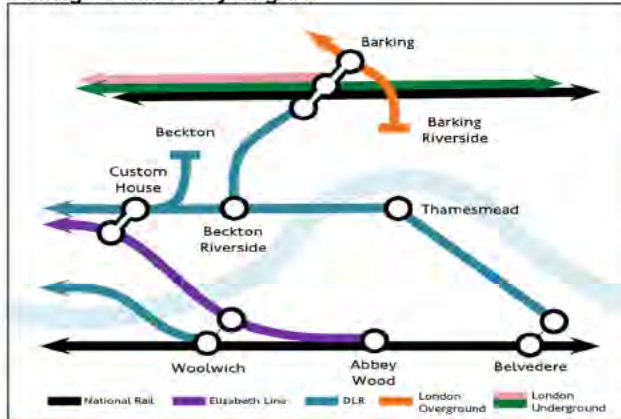 Barking
Beckton
Barking
Riverside
Custom
House
Beckton
Riverside
Thamesmead
Woolwich
Abbey
Wood
Belvedere
National Rail
Elizabeth Line
DLR
London
Overground
London
Underground